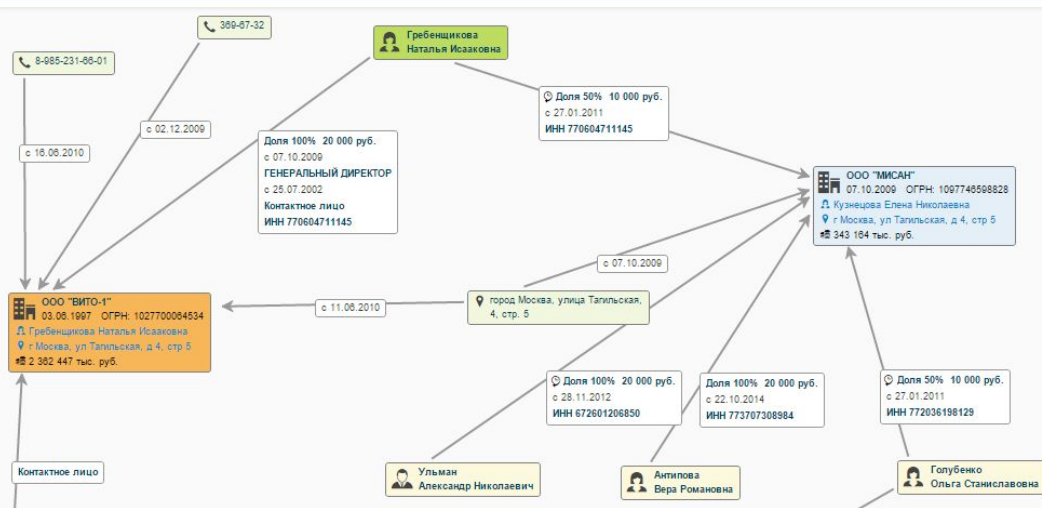 369-67-32
8-985-231-66-01
Гребенщикова
Наталья Исааковна
с 02.12.2009
с 16.06.2010
Доля 100% 20 000 руб.
с 07.10.2009
ГЕНЕРАЛЬНЫЙ ДИРЕКТОР
с 25.07.2002
Контактное лицо
ИНН 770604711145
Доля 50% 10 000 руб.
с 27.01.2011
ИНН 770604711145
ООО "МИСАН"
07.10.2009 ОГРН: 1097746598828
Кузнецова Елена Николаевна
г Москва, ул Тагильская, д 4, стр 5
343 164 тыс. руб.
с 07.10.2009
с 11.06.2010
город Москва, улица Тагильская,
4, стр. 5
ООО "ВИТО-1"
03.06.1997 ОГРН: 1027700064534
Гребенщикова Наталья Исааковна
г Москва, ул Тагильская, д 4, стр 5
2 362 447 тыс. руб.
Доля 100% 20 000 руб.
с 28.11.2012
ИНН 672601206850
Доля 100% 20 000 руб.
с 22.10.2014
ИНН 773707308984
Доля 50% 10 000 руб.
с 27.01.2011
ИНН 772036198129
Контактное лицо
Ульман
Александр Николаевич
Антипова
Вера Романовна
Голубенко
Ольга Станиславовна